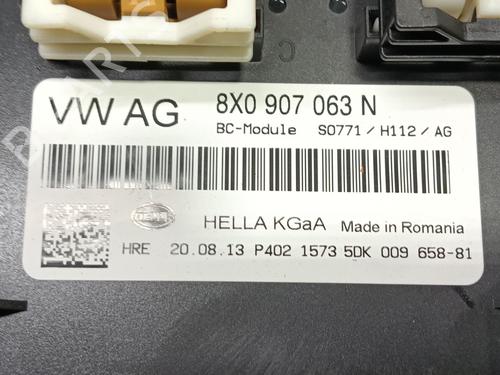 VW AG 8X0 907 063 N
BC-Module S0771 / H112 / AG
HELLA KGaA Made in Romania
HRE 20.08.13 P402 1573 5DK 009 658-81
C